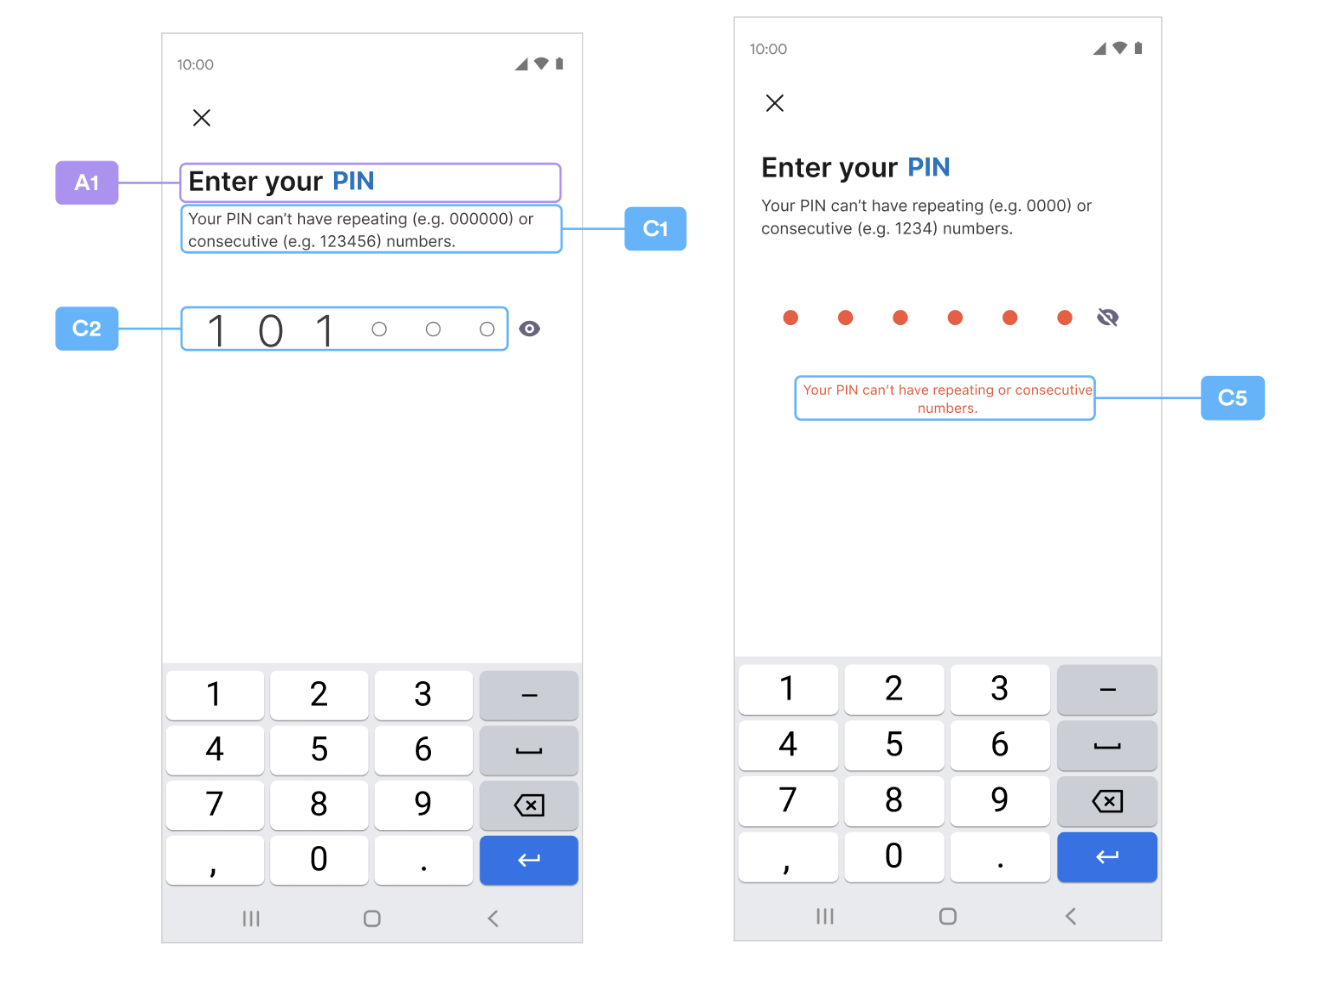 10:00
A1
Enter your PIN
Your PIN can't have repeating (e.g. 000000) or
consecutive (e.g. 123456) numbers.
C1
C2
1 0 1
1 2 3 –
4 5 6
7 8 9
, 0 .
10:00
Enter your PIN
Your PIN can't have repeating (e.g. 0000) or
consecutive (e.g. 1234) numbers.
Your PIN can't have repeating or consecutive
numbers.
C5
1 2 3 –
4 5 6
7 8 9
, 0 .